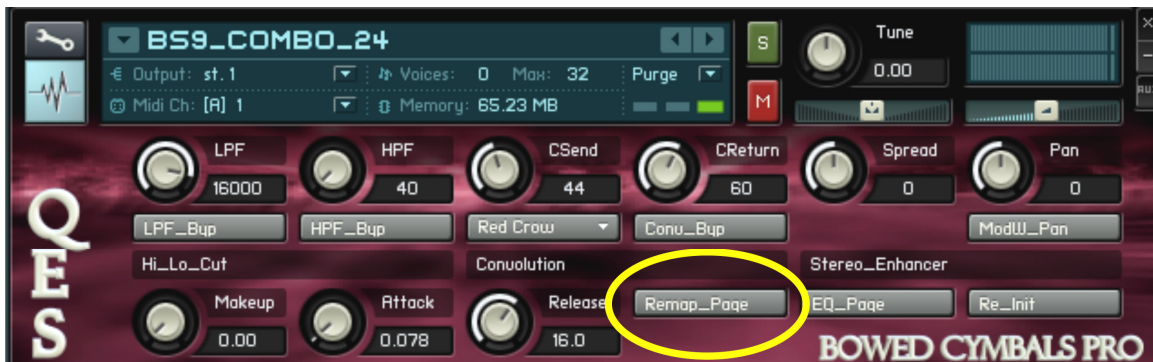 BS9_COMBO_24
S
Tune
0.00
Output: st. 1
Voices: 0 Max: 32
Purge
Midi Ch: [A] 1
Memory: 65.23 MB
M
AUX
QES
LPF
HPF
CSend
CReturn
Spread
Pan
16000
40
44
60
0
0
LPF_Byp
HPF_Byp
Red Crow
Conv_Byp
ModW_Pan
Hi_Lo_Cut
Convolution
Stereo_Enhancer
Makeup
Attack
Release
Remap_Page
EQ_Page
Re_Init
0.00
0.078
16.0
BOWED CYMBALS PRO